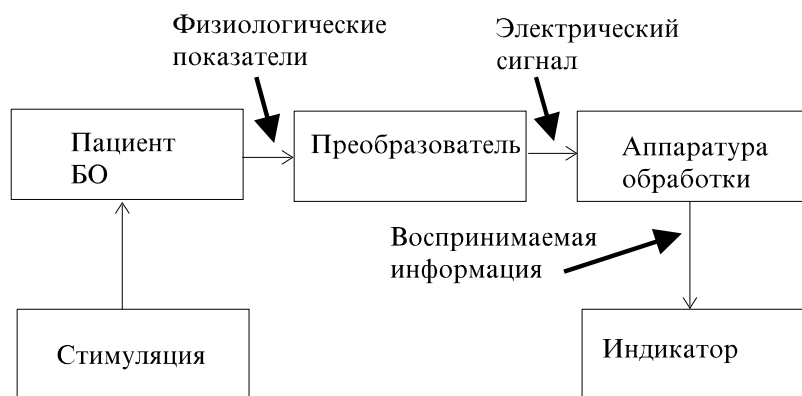 Физиологические
показатели
Электрический
сигнал
Пациент
БО
Преобразователь
Аппаратура
обработки
Воспринимаемая
информация
Стимуляция
Индикатор